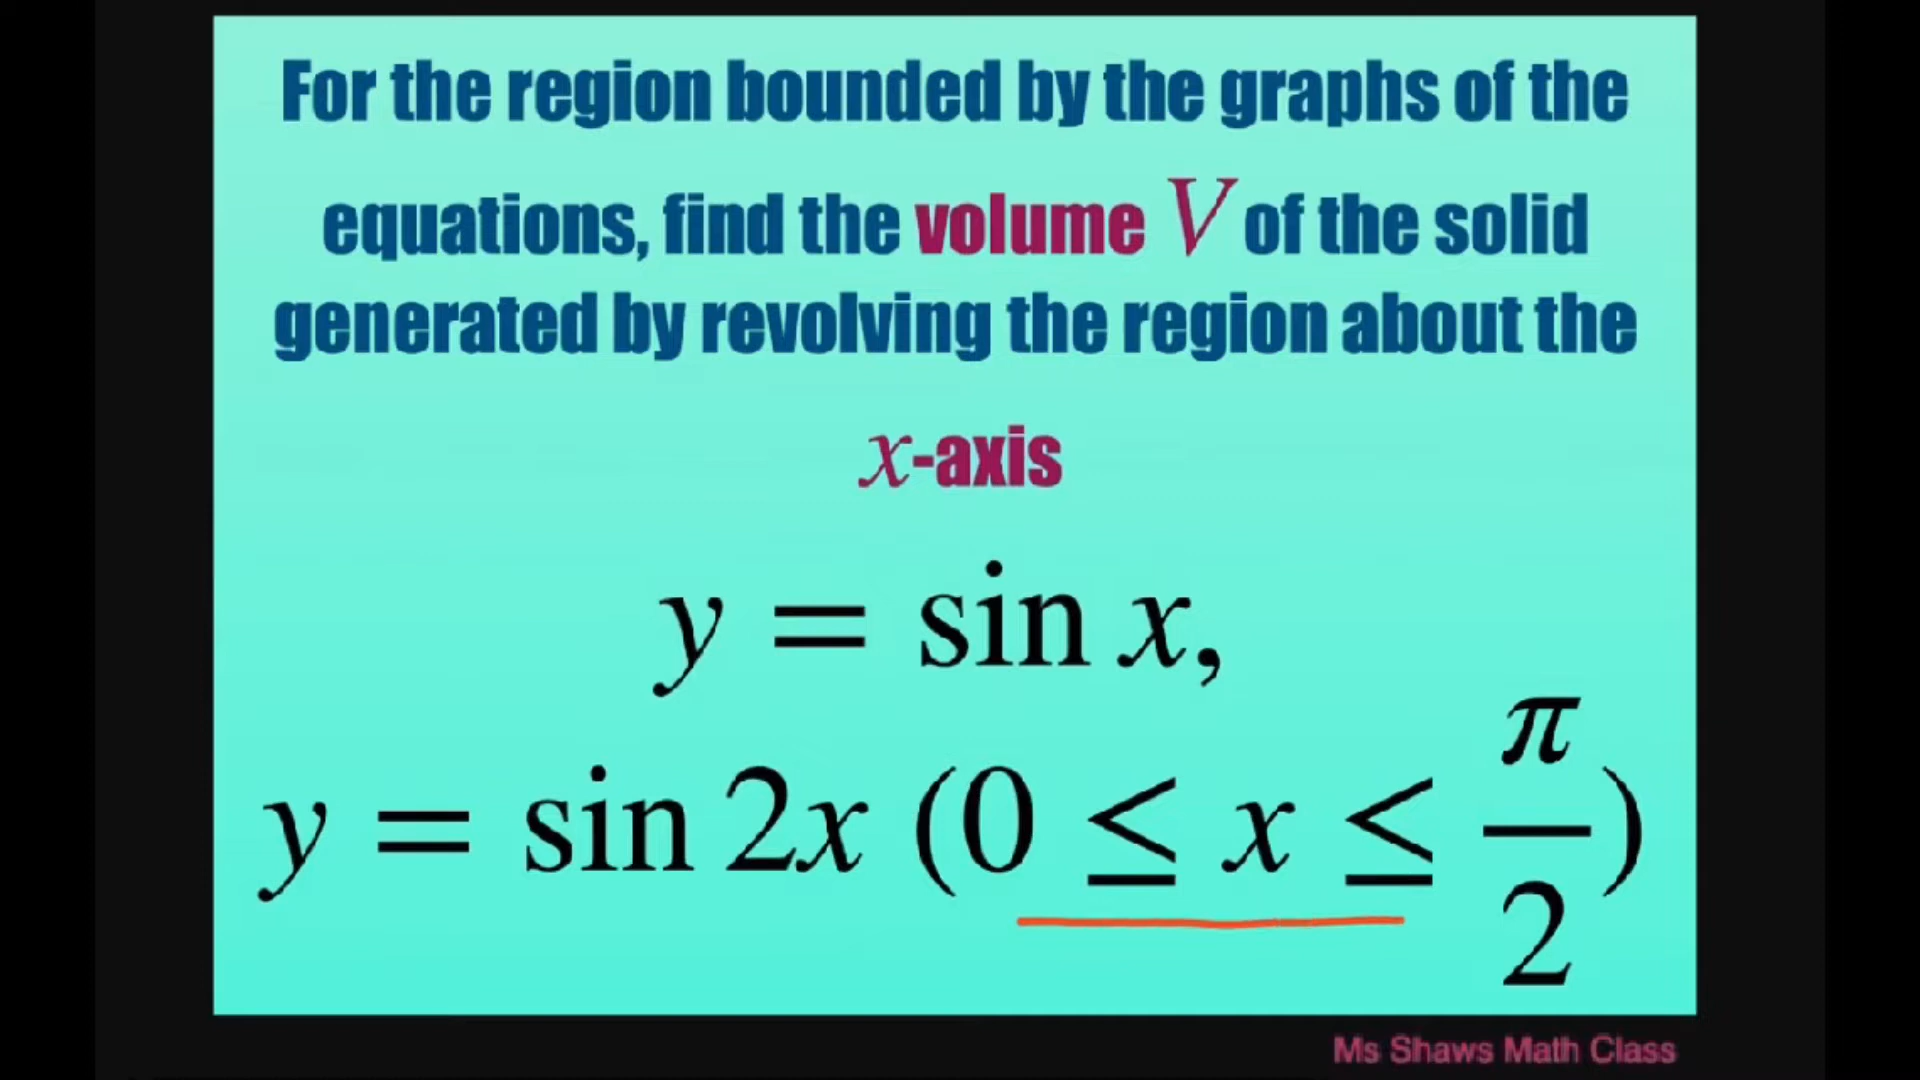 For the region bounded by the graphs of the
equations, find the volume V of the solid
generated by revolving the region about the
x-axis
y = sin x,
y = sin 2x (0 ≤ x ≤ π/2)
Ms Shaws Math Class